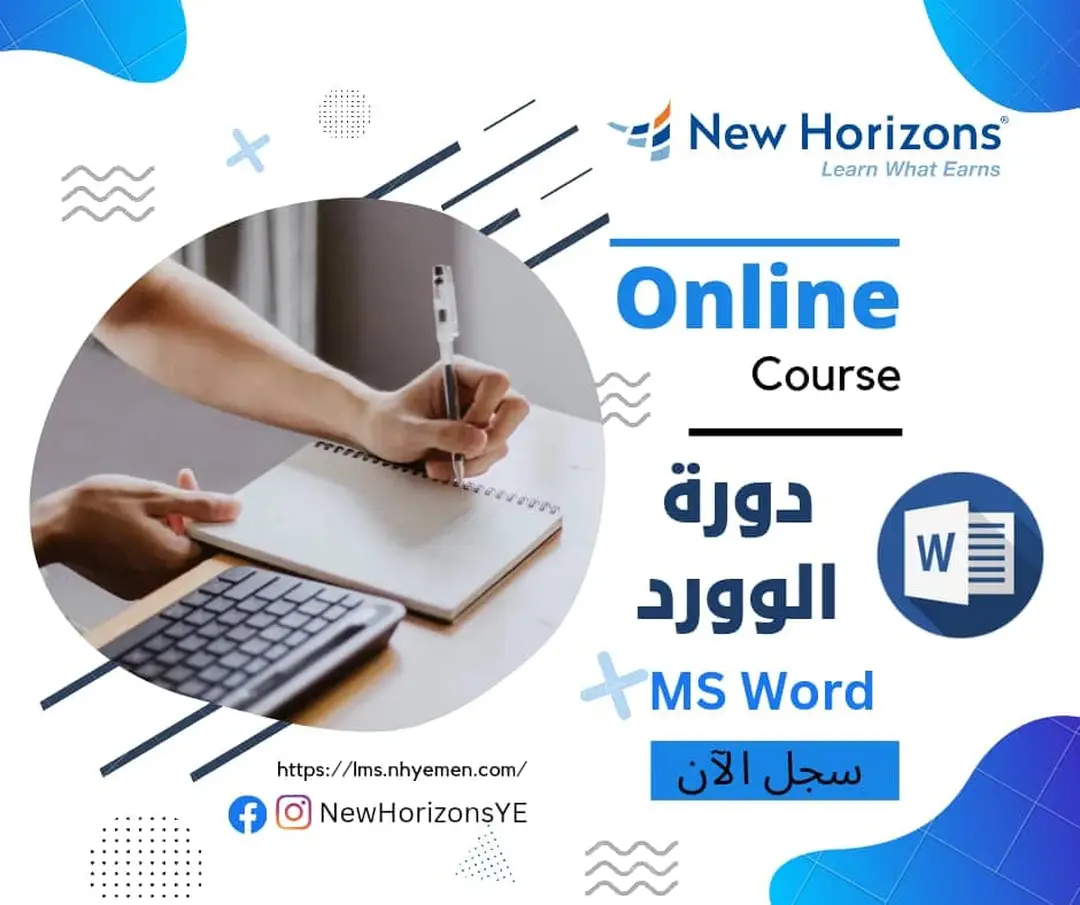 New Horizons®
Learn What Earns
Online
Course
دورة
الوورد
W
MS Word
سجل الآن
https://lms.nhyemen.com/
NewHorizonsYE